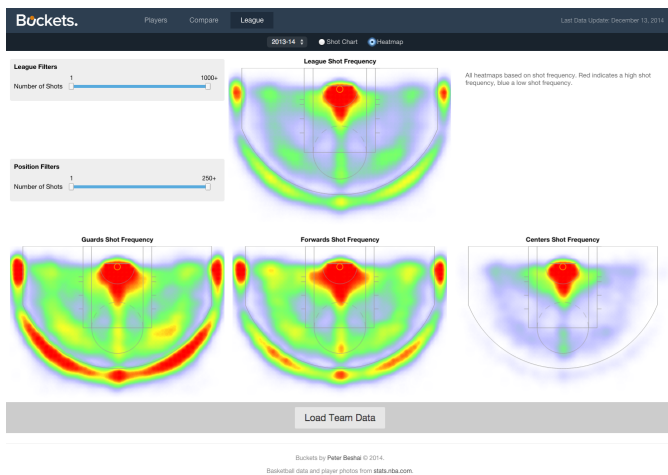 Buckets.
Players
Compare
League
Last Data Update: December 13, 2014
2013-14
Shot Chart
Heatmap
League Filters
1
1000+
Number of Shots
League Shot Frequency
All heatmaps based on shot frequency. Red indicates a high shot
frequency, blue a low shot frequency.
Position Filters
1
250+
Number of Shots
Guards Shot Frequency
Forwards Shot Frequency
Centers Shot Frequency
Load Team Data
Buckets by Peter Beshai © 2014.
Basketball data and player photos from stats.nba.com.